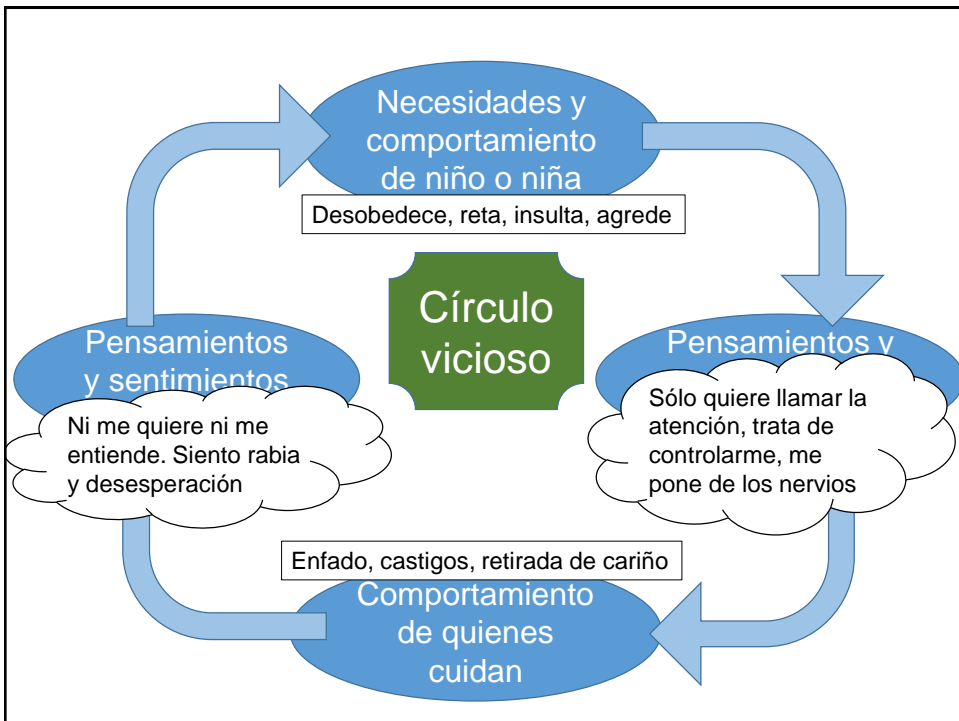 Necesidades y
comportamiento
de niño o niña
Desobedece, reta, insulta, agrede
Círculo
vicioso
Pensamientos
y sentimientos
Ni me quiere ni me
entiende. Siento rabia
y desesperación
Pensamientos y
Sólo quiere llamar la
atención, trata de
controlarme, me
pone de los nervios
Enfado, castigos, retirada de cariño
Comportamiento
de quienes
cuidan